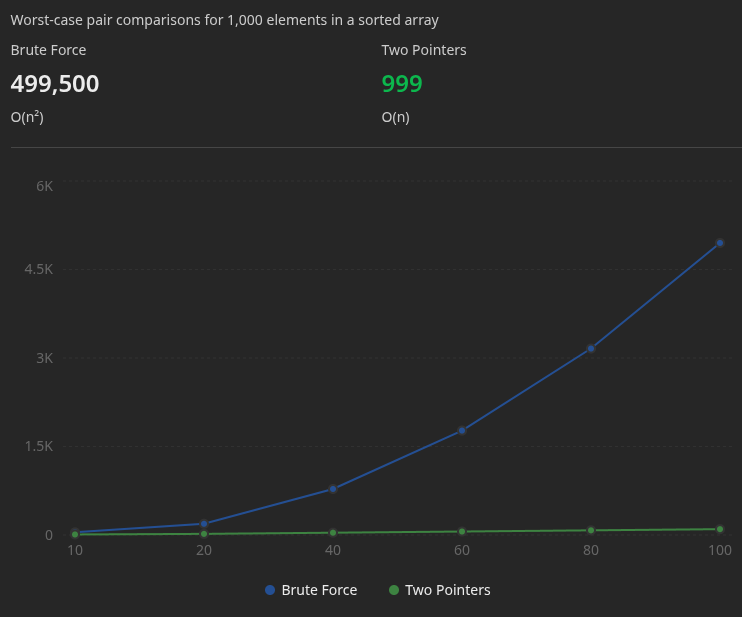 Worst-case pair comparisons for 1,000 elements in a sorted array
Brute Force
Two Pointers
499,500
999
O(n²)
O(n)
6K
4.5K
3K
1.5K
0
10 20 40 60 80 100
Brute Force Two Pointers